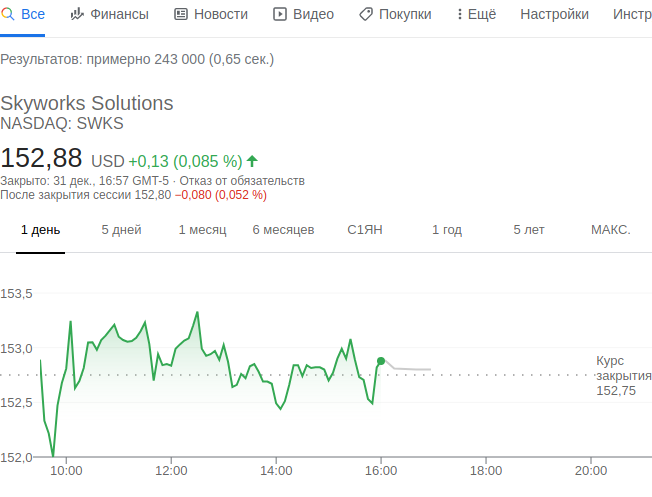 Все Финансы Новости Видео Покупки Ещё Настройки Инстр
Результатов: примерно 243 000 (0,65 сек.)
Skyworks Solutions
NASDAQ: SWKS
152,88 USD +0,13 (0,085 %)
Закрыто: 31 дек., 16:57 GMT-5 · Отказ от обязательств
После закрытия сессии 152,80 −0,080 (0,052 %)
1 день 5 дней 1 месяц 6 месяцев С1ЯН 1 год 5 лет МАКС.
153,5
153,0
Курс
закрытия
152,75
152,5
152,0
10:00 12:00 14:00 16:00 18:00 20:00